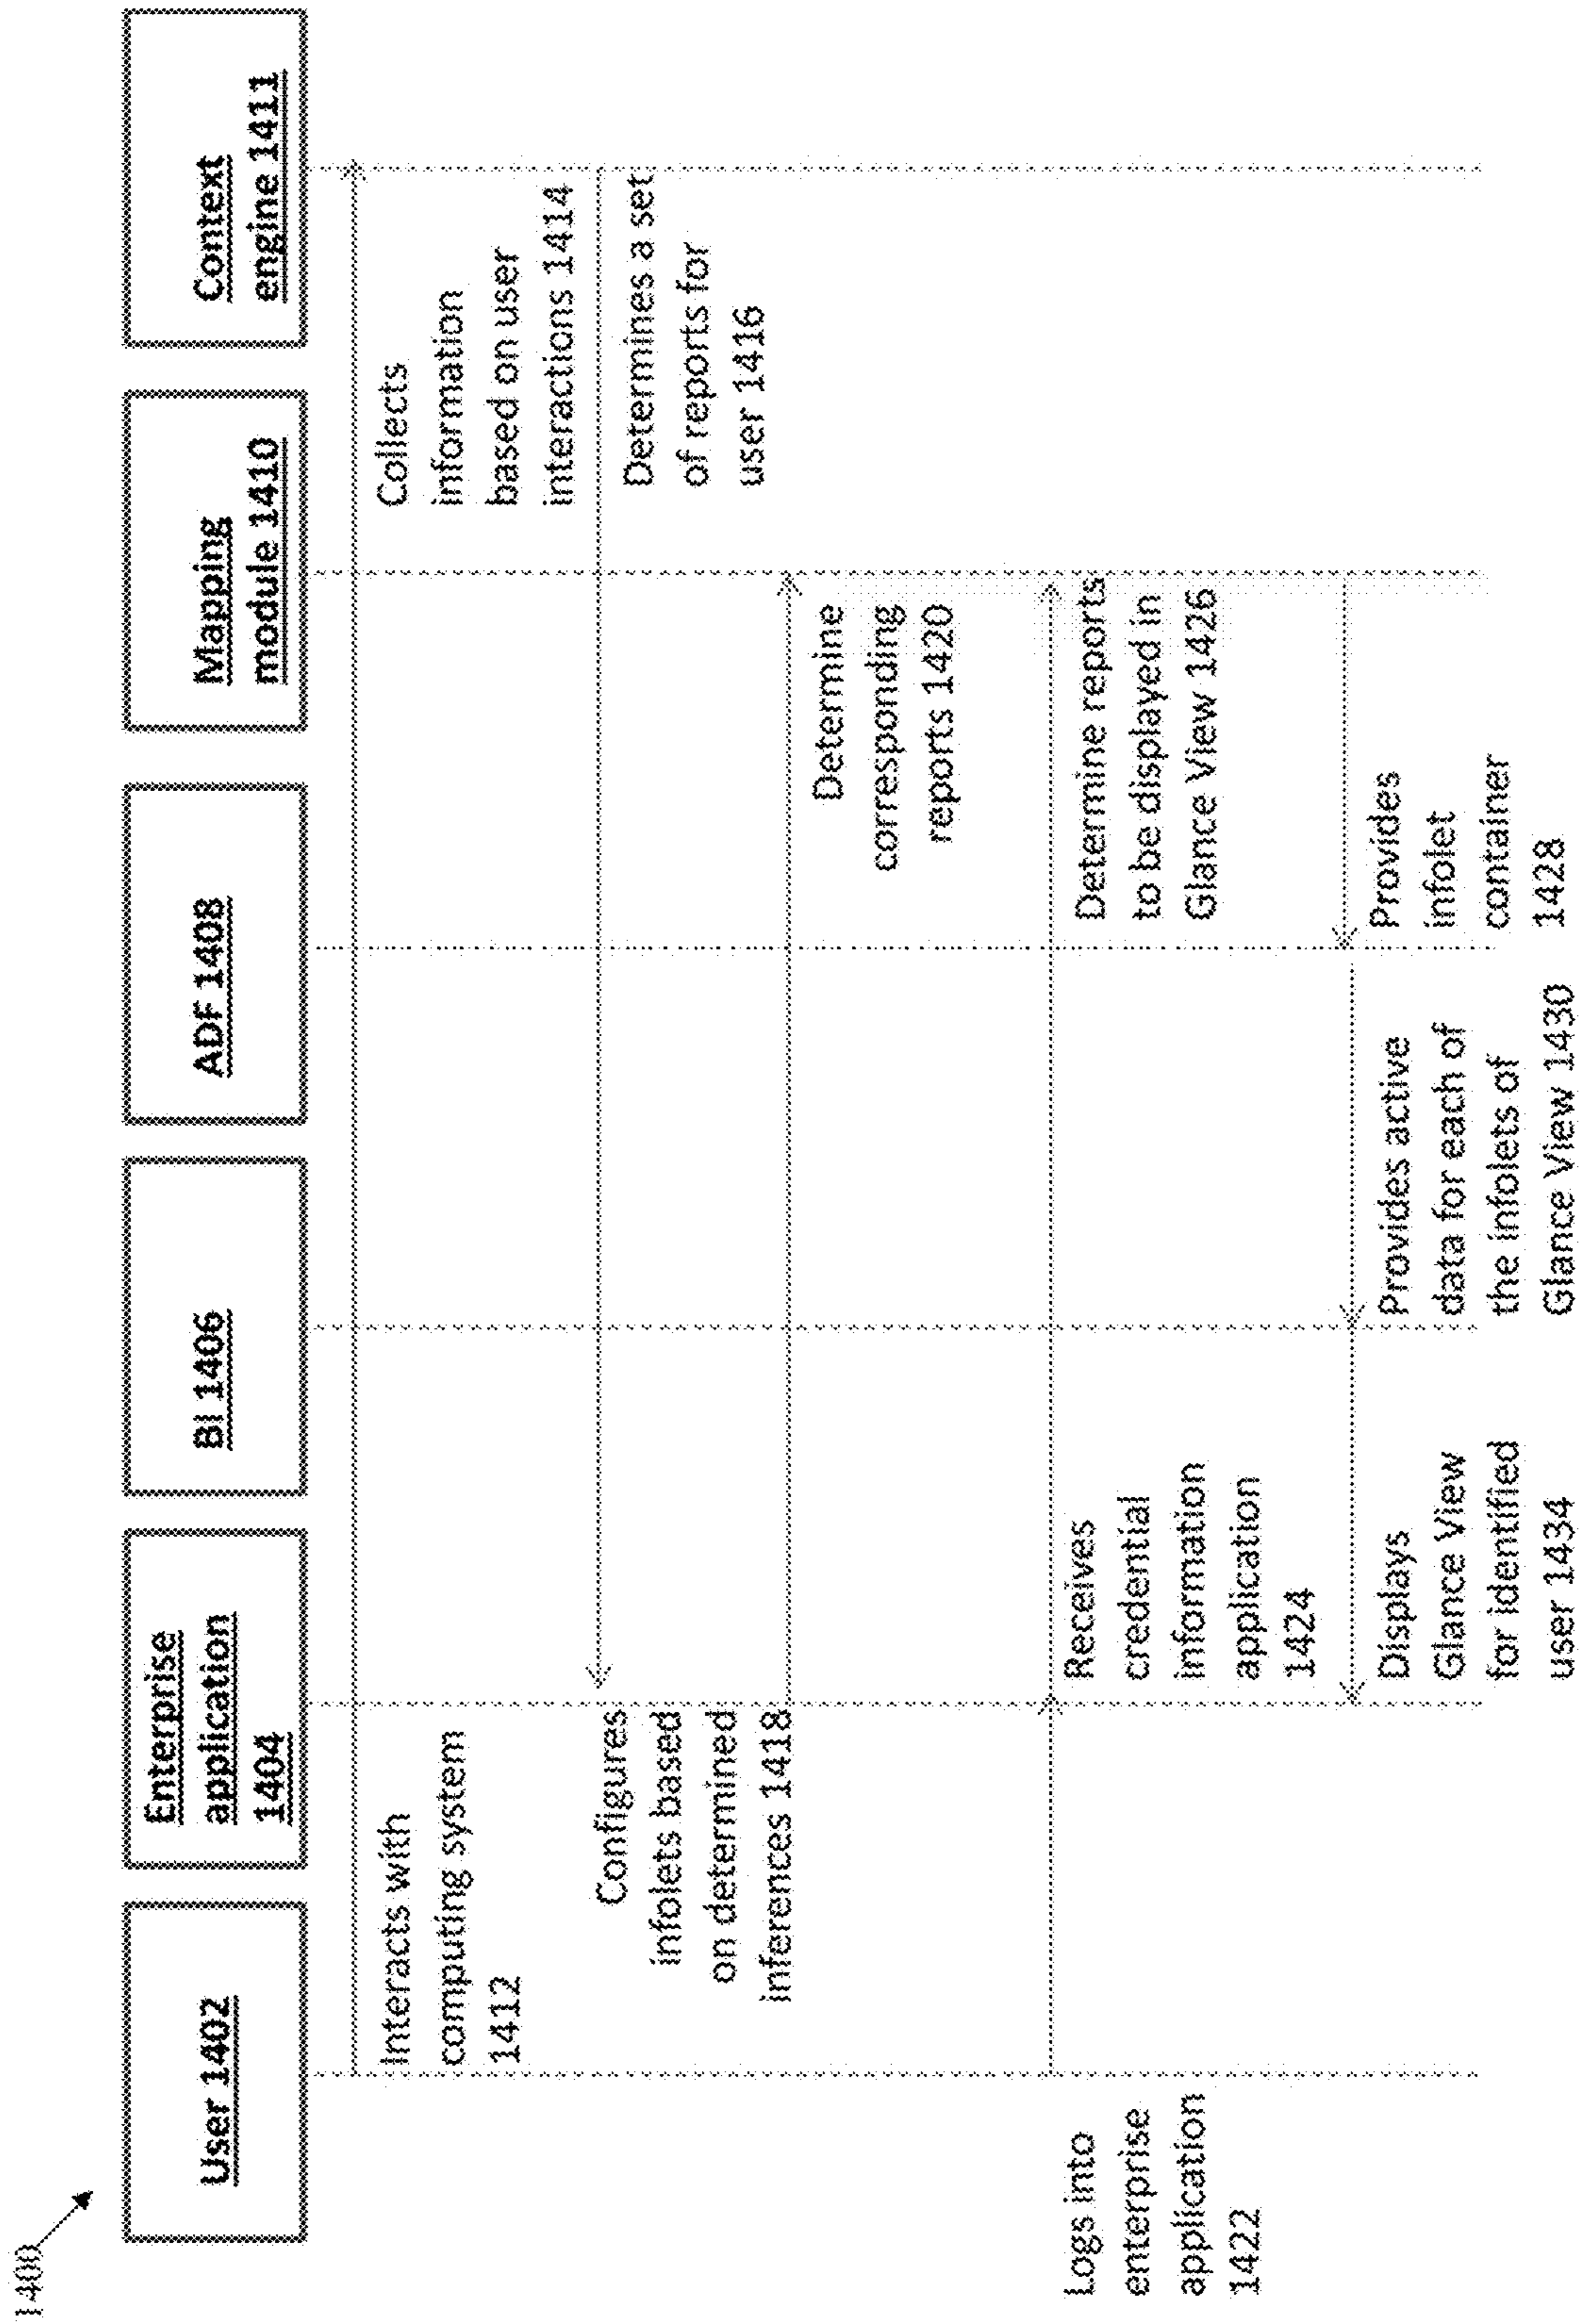 1400
User 1402
Enterprise
application
1404
BI 1406
ADF 1408
Mapping
module 1410
Context
engine 1411
Interacts with
computing system
1412
Collects
information
based on user
interactions 1414
Configures
infolets based
on determined
inferences 1418
Determines a set
of reports for
user 1416
Determine
corresponding
reports 1420
Logs into
enterprise
application
1422
Receives
credential
information
application
1424
Determine reports
to be displayed in
Glance View 1426
Displays
Glance View
for identified
user 1434
Provides active
data for each of
the infolets of
Glance View 1430
Provides
infolet
container
1428